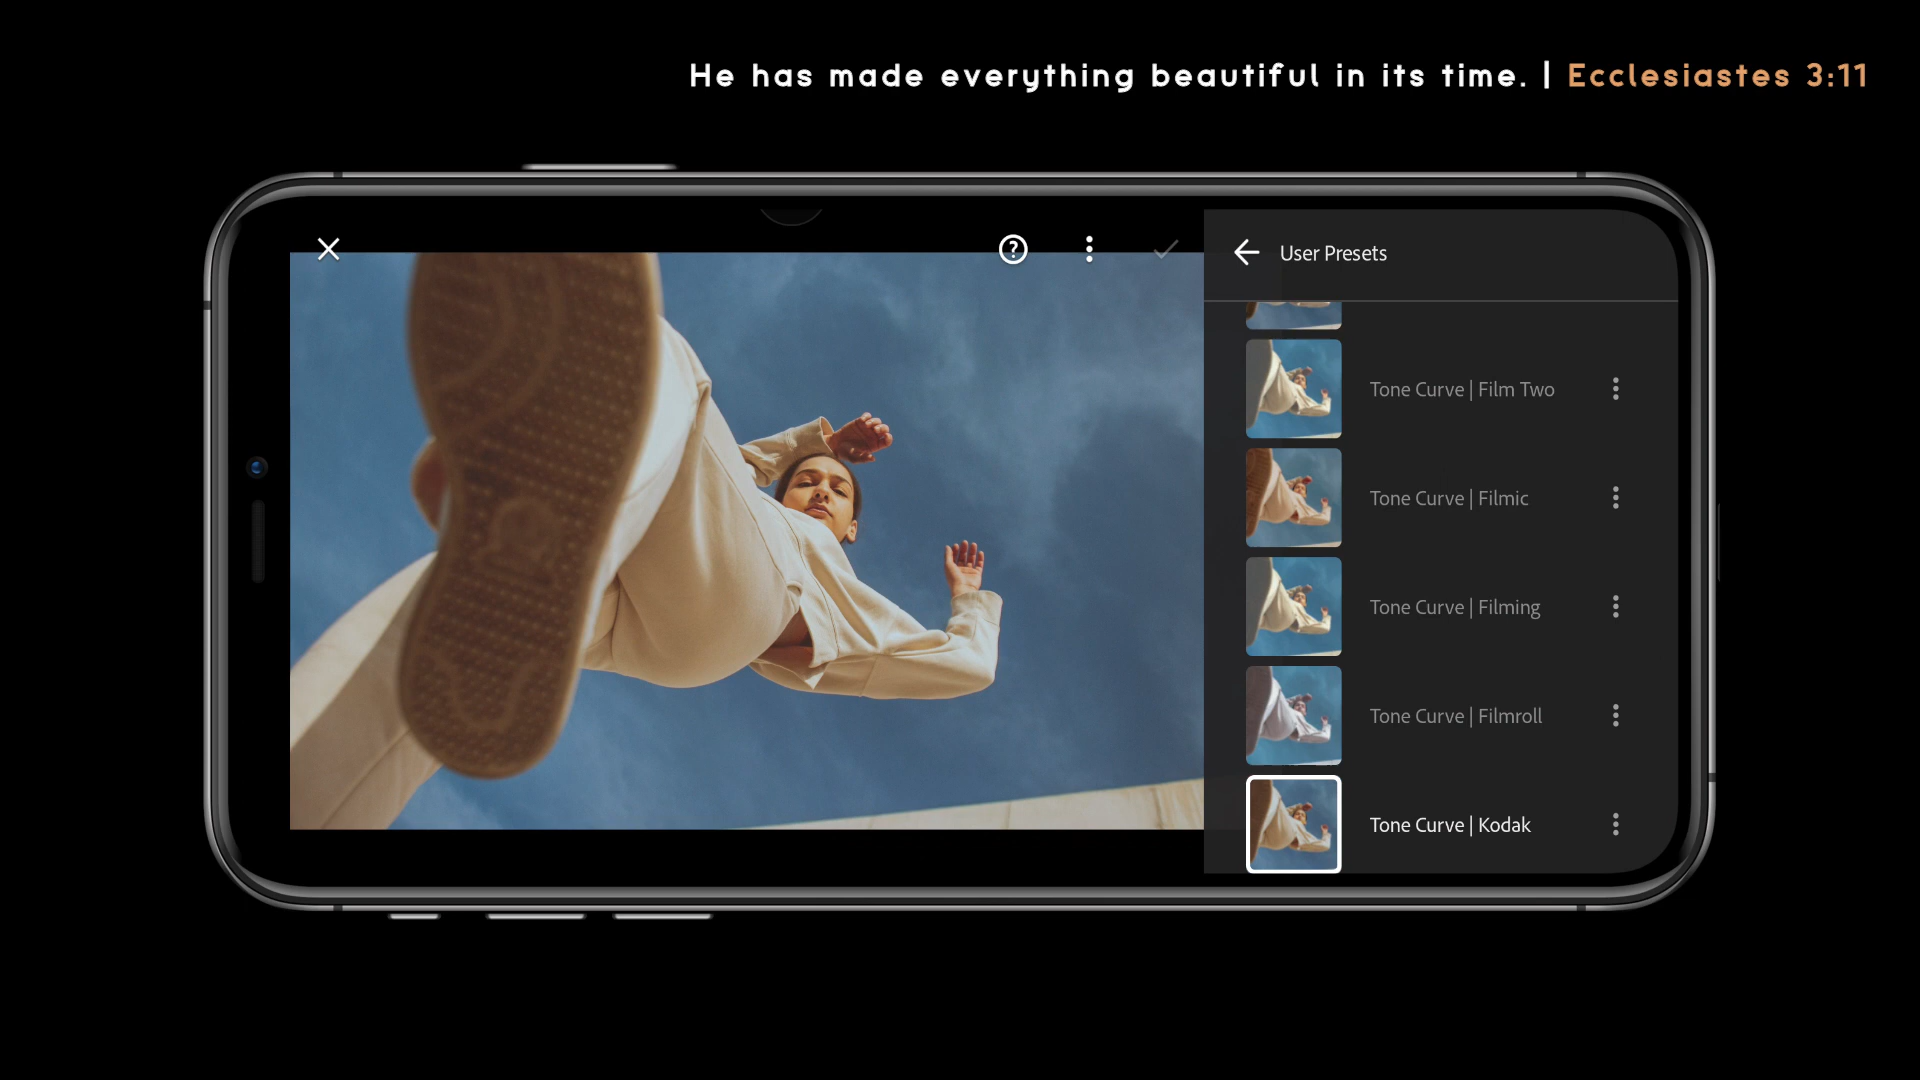 He has made everything beautiful in its time. | Ecclesiastes 3:11
User Presets
Tone Curve | Film Two
Tone Curve | Filmic
Tone Curve | Filming
Tone Curve | Filmroll
Tone Curve | Kodak